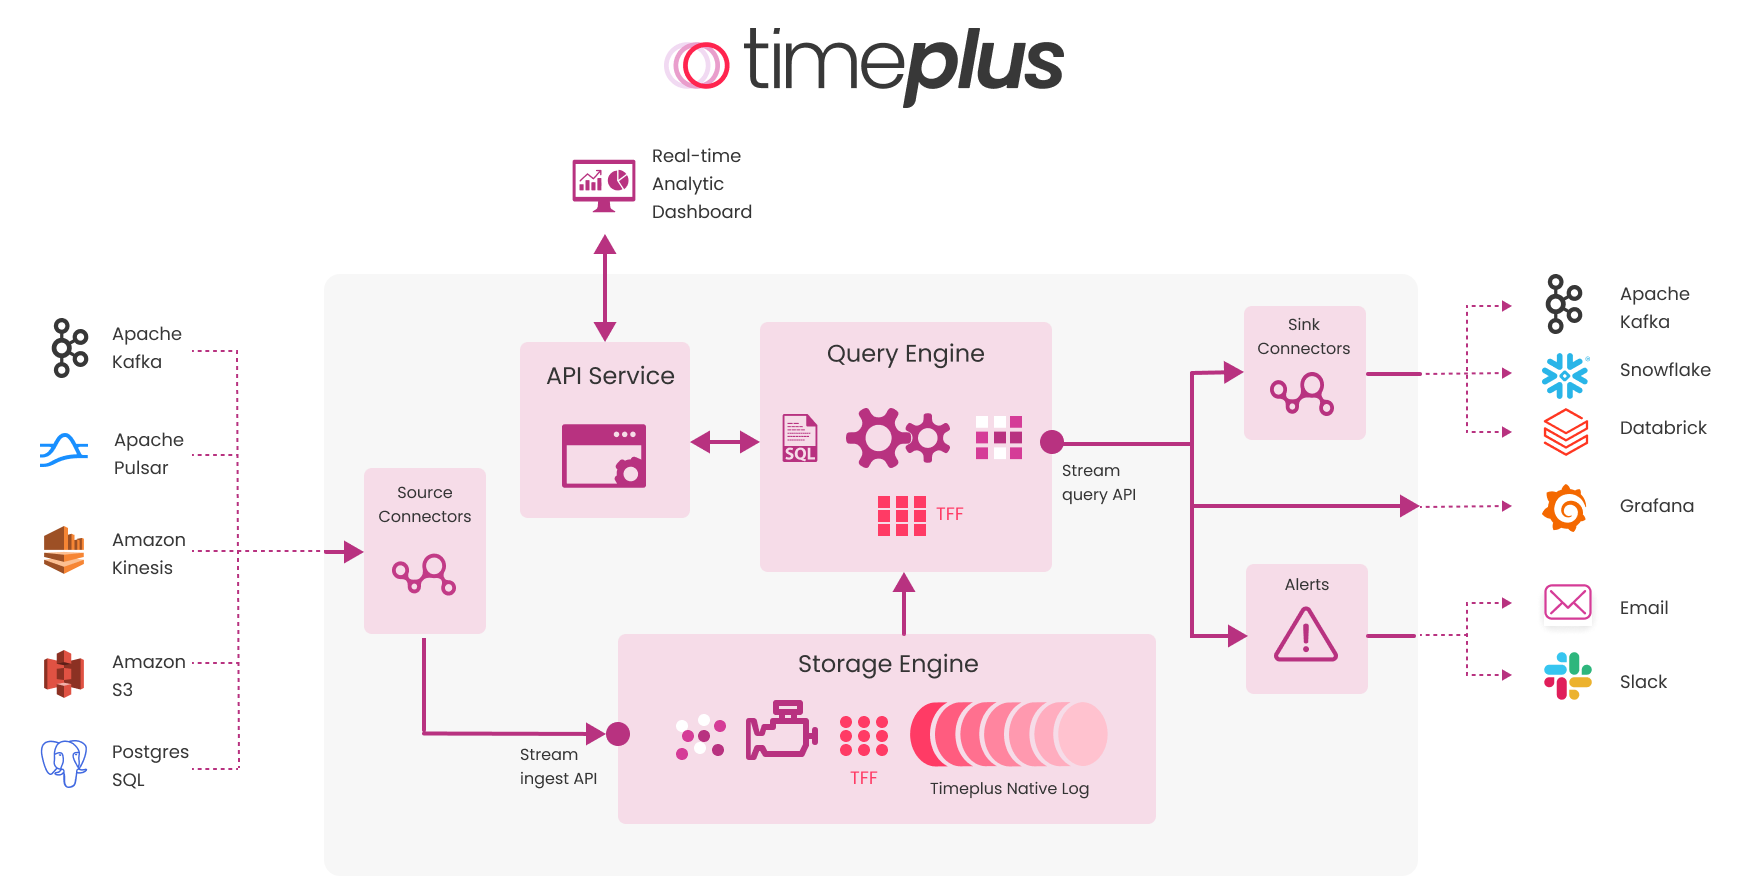 timeplus
Real-time
Analytic
Dashboard
Apache
Kafka
Apache
Pulsar
Amazon
Kinesis
Amazon
S3
Postgres
SQL
Source
Connectors
API Service
Query Engine
SQL
TFF
Stream
query API
Stream
ingest API
Storage Engine
TFF
Timeplus Native Log
Sink
Connectors
Alerts
Apache
Kafka
®
Snowflake
Databrick
Grafana
Email
Slack